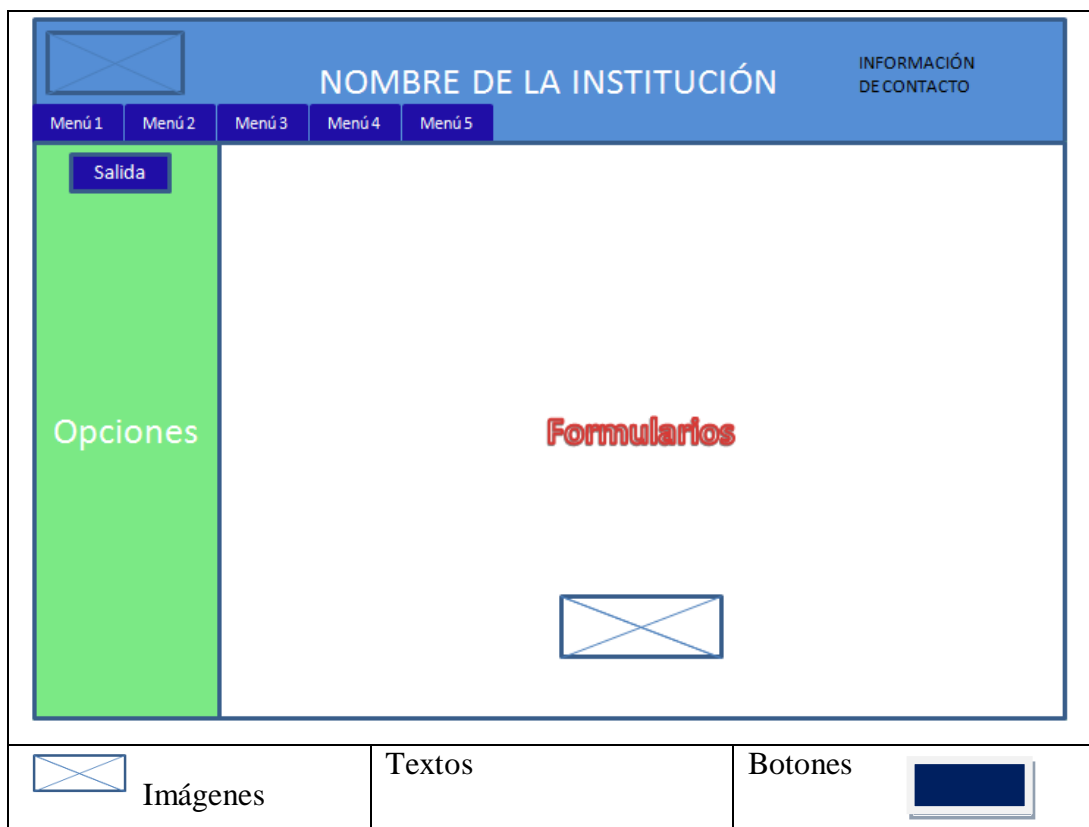 NOMBRE DE LA INSTITUCIÓN
INFORMACIÓN
DE CONTACTO
Menú 1
Menú 2
Menú 3
Menú 4
Menú 5
Salida
Opciones
Formularios
Imágenes
Textos
Botones